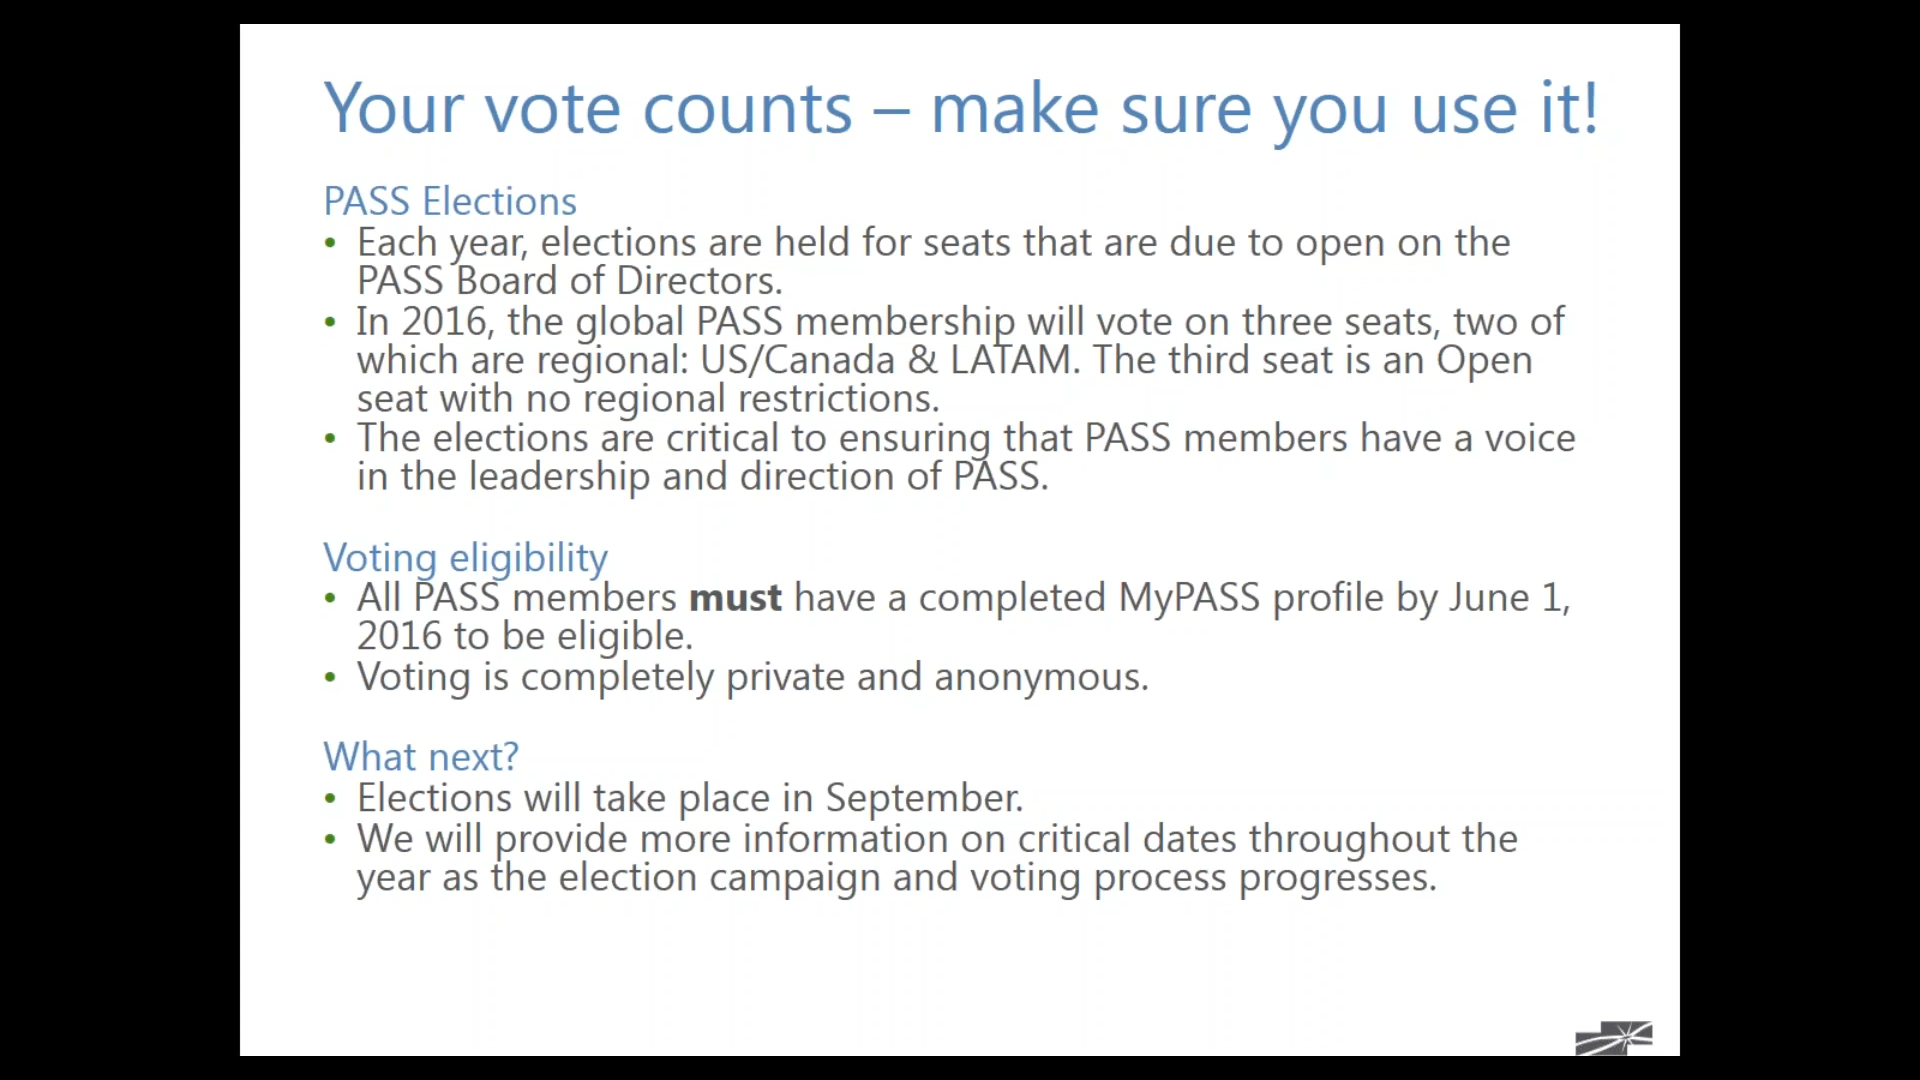 Your vote counts – make sure you use it!
PASS Elections
• Each year, elections are held for seats that are due to open on the
PASS Board of Directors.
• In 2016, the global PASS membership will vote on three seats, two of
which are regional: US/Canada & LATAM. The third seat is an Open
seat with no regional restrictions.
• The elections are critical to ensuring that PASS members have a voice
in the leadership and direction of PASS.
Voting eligibility
• All PASS members must have a completed MyPASS profile by June 1,
2016 to be eligible.
• Voting is completely private and anonymous.
What next?
• Elections will take place in September.
• We will provide more information on critical dates throughout the
year as the election campaign and voting process progresses.